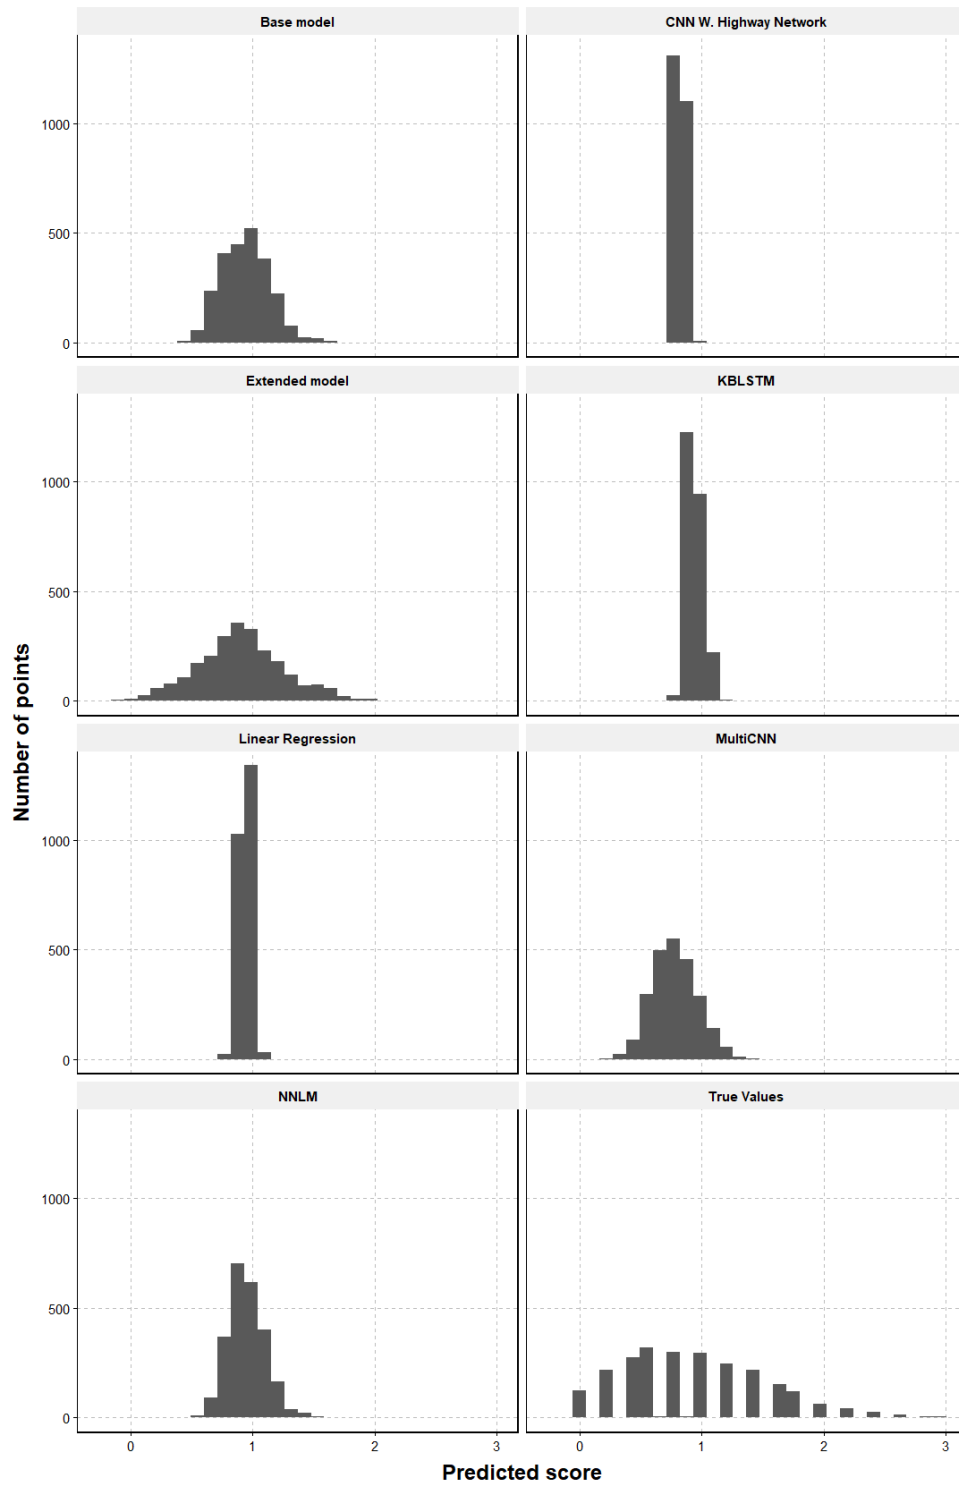 Base model
CNN W. Highway Network
1000
500
0
Extended model
KBLSTM
1000
500
0
Number of points
Linear Regression
MultiCNN
1000
500
0
NNLM
True Values
1000
500
0
0 1 2 3
0 1 2 3
Predicted score